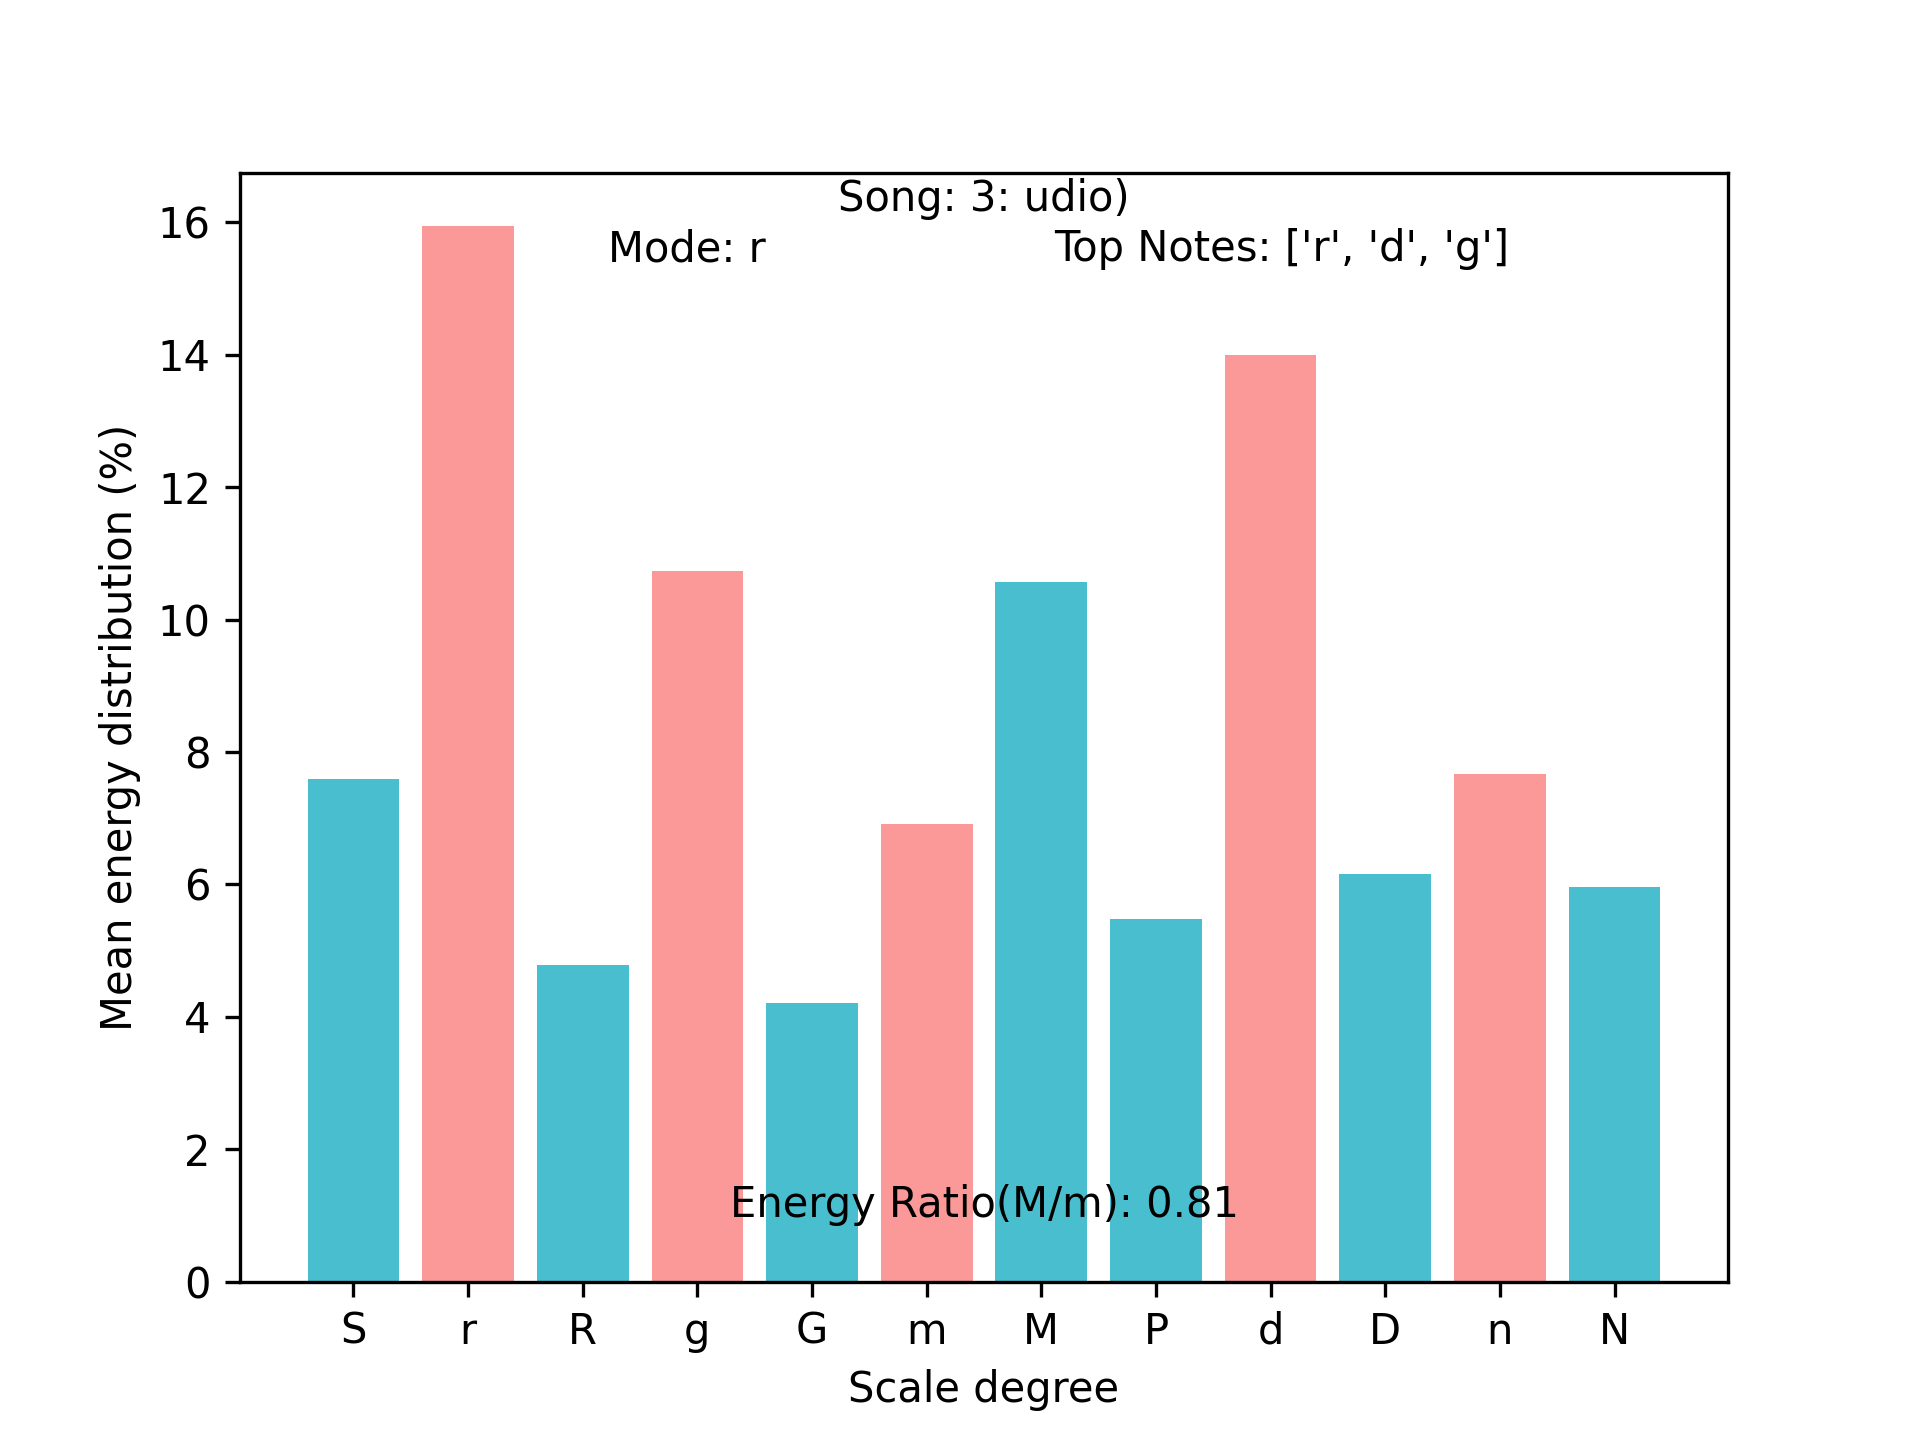 Song: 3: udio)
Mode: r
Top Notes: ['r', 'd', 'g']
Mean energy distribution (%)
16
14
12
10
8
6
4
2
0
Energy Ratio(M/m): 0.81
S r R g G m M P d D n N
Scale degree